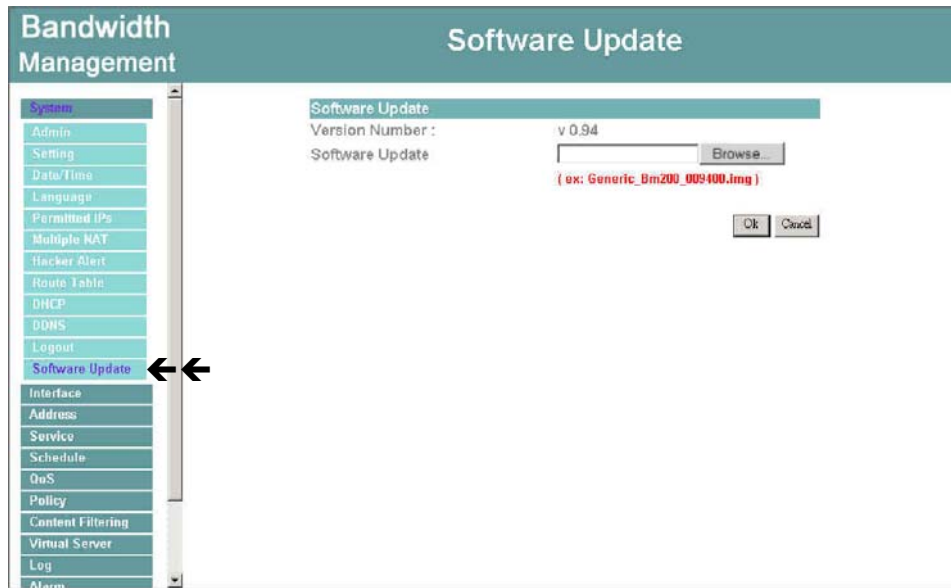 Bandwidth
Management
Software Update
System
Admin
Setting
Date/Time
Language
Permitted IPs
Multiple NAT
Hacker Alert
Route Table
DHCP
DDNS
Logout
Software Update
Interface
Address
Service
Schedule
QoS
Policy
Content Filtering
Virtual Server
Log
Alarm
Software Update
Version Number : v 0.94
Software Update Browse...
( ex: Generic_Bm200_009400.img )
Ok Cancel